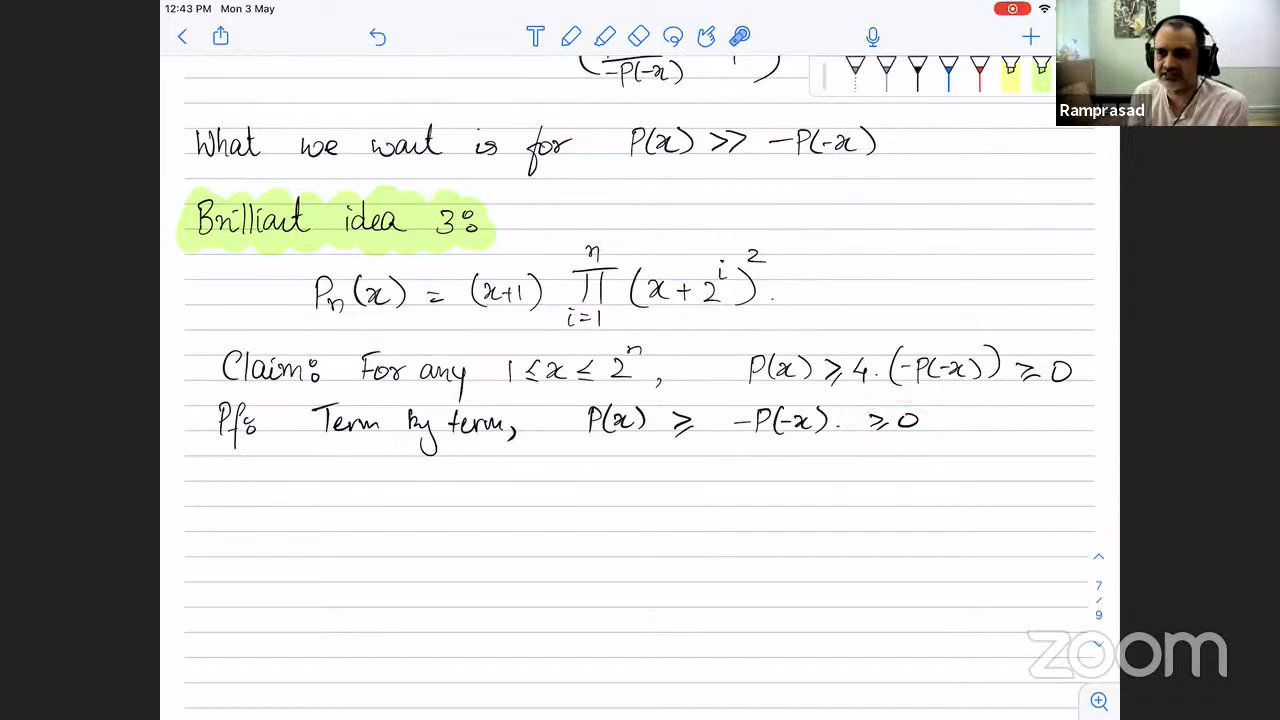 12:43 PM Mon 3 May
-P(-x)
Ramprasad
What we want is for P(x) >> -P(-x)
Brilliant idea 3:
Pn(x) = (x+1) ∏_{i=1}^{n} (x + 2^i)^2.
Claim: For any 1 ≤ x ≤ 2^n, P(x) ≥ 4.(-P(-x)) ≥ 0
Pf: Term by term, P(x) ≥ -P(-x). ≥ 0
7
/
9
zoom